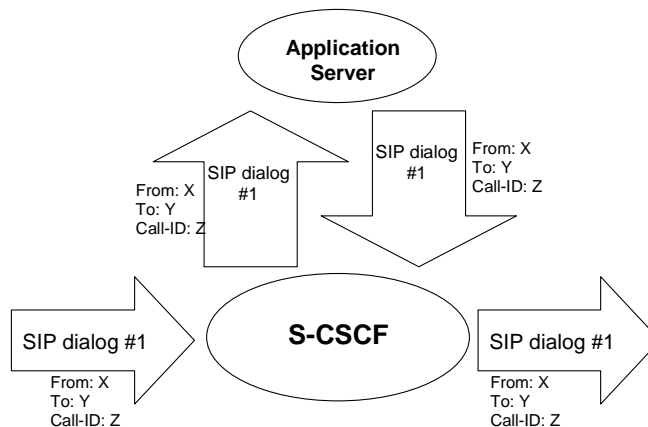 Application
Server
SIP dialog
#1
From: X
To: Y
Call-ID: Z
SIP dialog
#1
From: X
To: Y
Call-ID: Z
S-CSCF
SIP dialog #1
From: X
To: Y
Call-ID: Z
SIP dialog #1
From: X
To: Y
Call-ID: Z